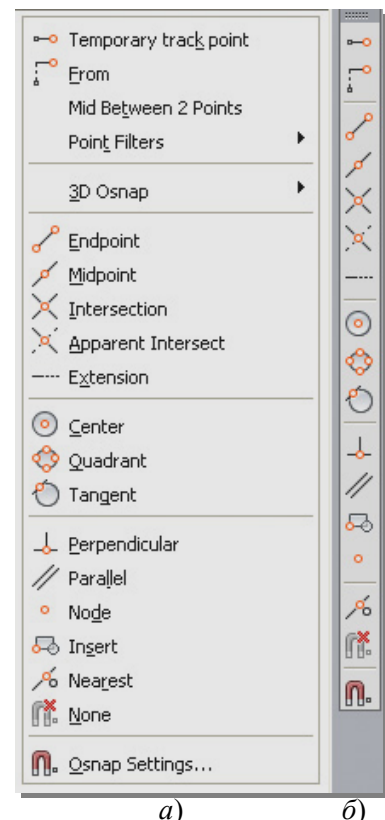 Temporary track point
From
Mid Between 2 Points
Point Filters
3D Osnap
Endpoint
Midpoint
Intersection
Apparent Intersect
Extension
Center
Quadrant
Tangent
Perpendicular
Parallel
Node
Insert
Nearest
None
Osnap Settings...
а) б)